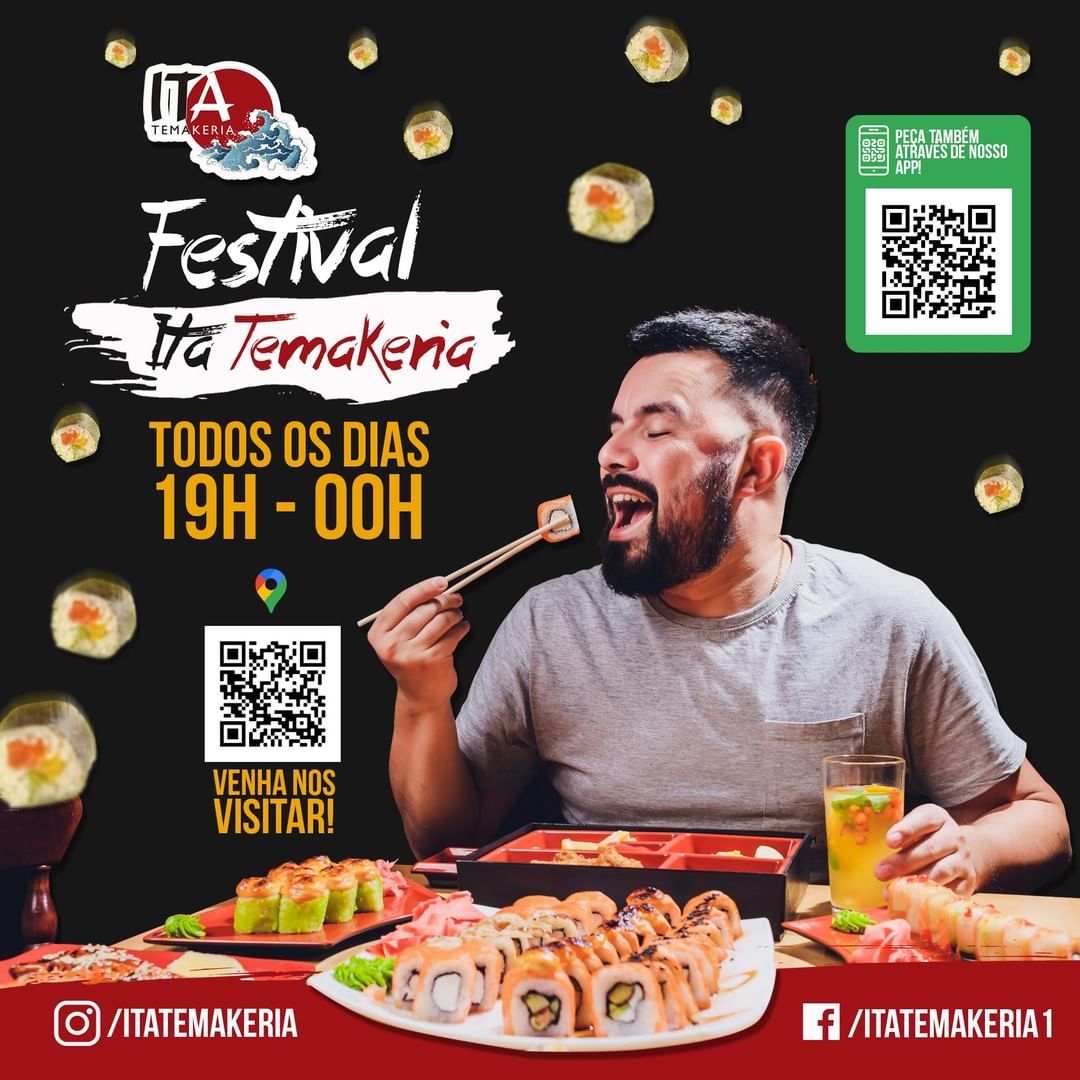 ITA
TEMAKERIA
PEÇA TAMBÉM
ATRAVÉS DE NOSSO
APP!
Festival
Ita Temakeria
TODOS OS DIAS
19H - 00H
VENHA NOS
VISITAR!
/ITATEMAKERIA
/ITATEMAKERIA1